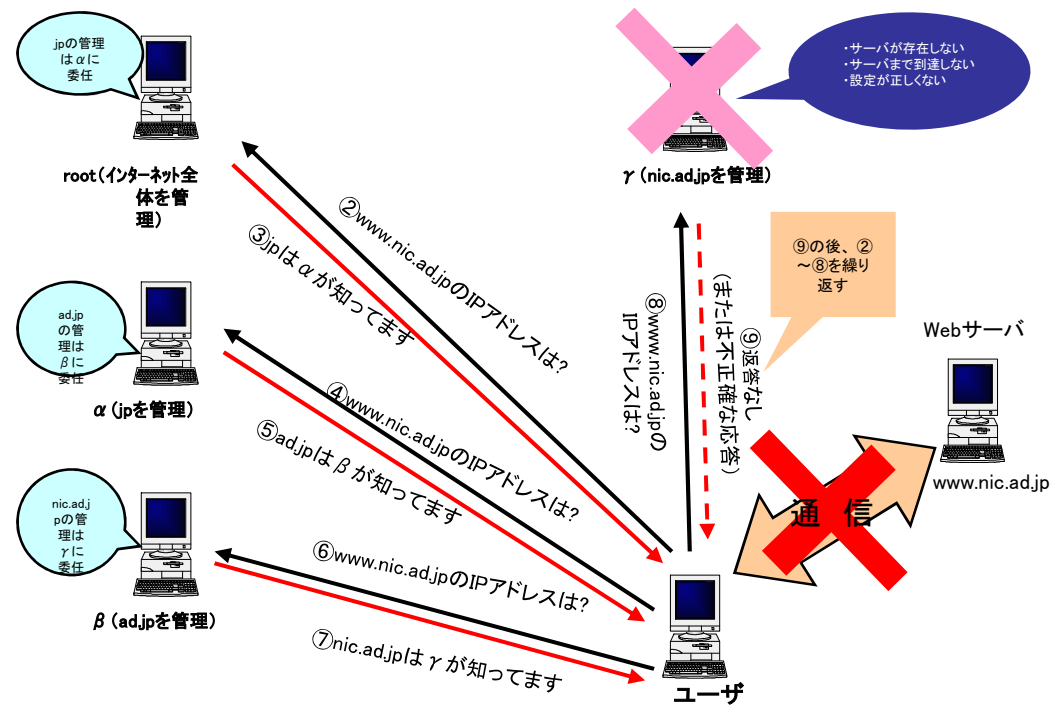 jpの管理
はαに
委任
root(インターネット全
体を管
理)
・サーバが存在しない
・サーバまで到達しない
・設定が正しくない
γ(nic.ad.jpを管理)
②www.nic.ad.jpのIPアドレスは?
③jpはαが知ってます
⑧www.nic.ad.jpの
IPアドレスは?
⑨返答なし
(または不正確な応答)
⑨の後、②
~⑧を繰り
返す
ad.jp
の管
理は
βに
委任
α(jpを管理)
④www.nic.ad.jpのIPアドレスは?
⑤ad.jpはβが知ってます
Webサーバ
www.nic.ad.jp
通 信
nic.ad.j
pの管
理は
γに
委任
β(ad.jpを管理)
⑥www.nic.ad.jpのIPアドレスは?
⑦nic.ad.jpはγが知ってます
ユーザ